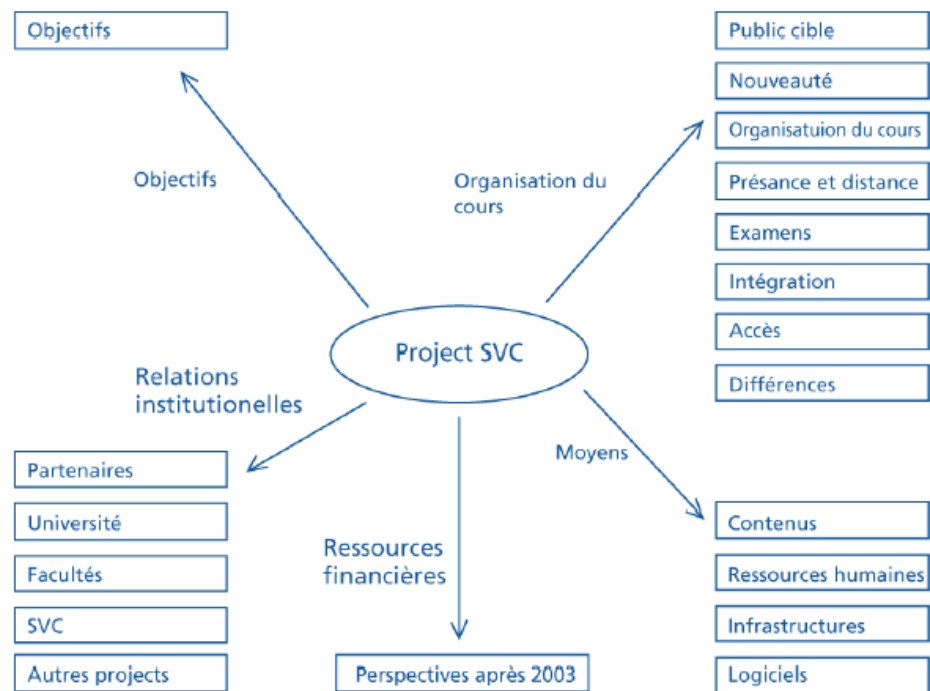 Objectifs
Public cible
Nouveauté
Organisatuion du cours
Présance et distance
Examens
Intégration
Accès
Différences
Objectifs
Organisation du
cours
Project SVC
Relations
institutionelles
Moyens
Ressources
financières
Partenaires
Université
Facultés
SVC
Autres projects
Perspectives après 2003
Contenus
Ressources humaines
Infrastructures
Logiciels